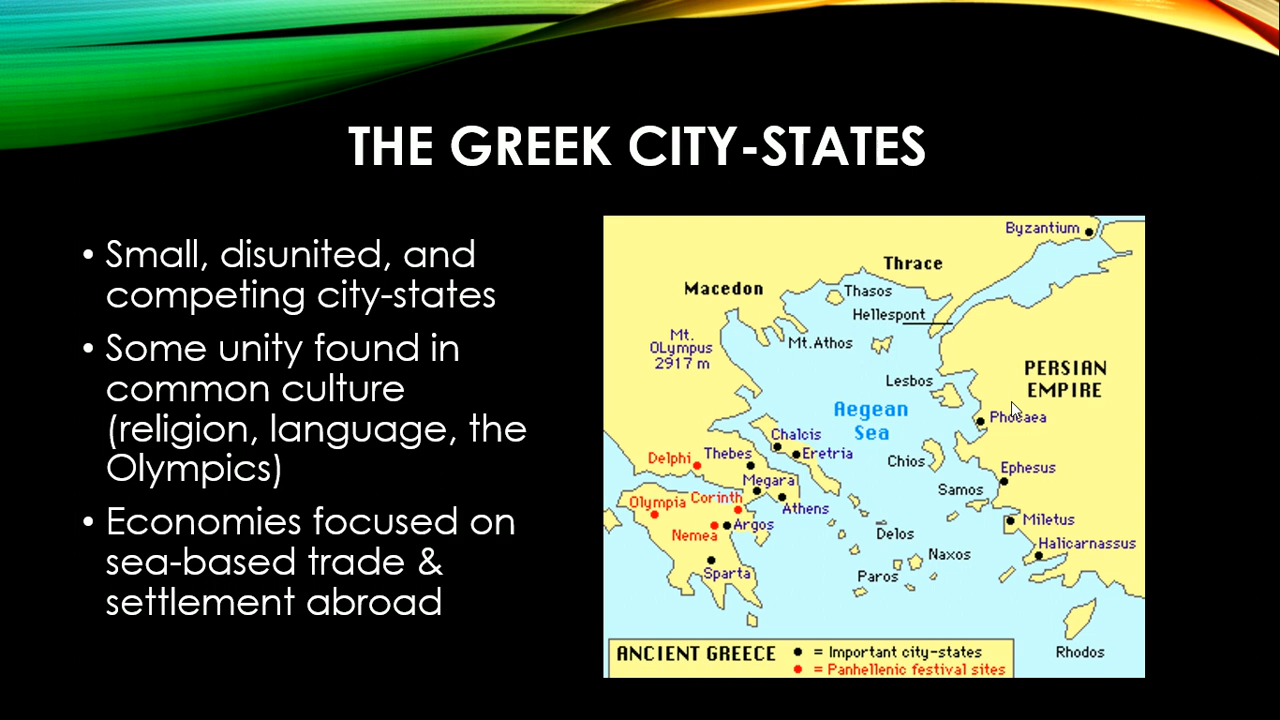 THE GREEK CITY-STATES
• Small, disunited, and
competing city-states
• Some unity found in
common culture
(religion, language, the
Olympics)
• Economies focused on
sea-based trade &
settlement abroad
Byzantium
Thrace
Macedon
Thasos
Hellespont
Mt.
OLympus
2917 m
Mt.Athos
PERSIAN
EMPIRE
Lesbos
Aegean
Sea
Phocaea
Chalcis
Delphi
Thebes
Eretria
Chios
Ephesus
Megara
Samos
Olympia
Corinth
Athens
Miletus
Nemea
Argos
Delos
Halicarnassus
Naxos
Sparta
Paros
Rhodos
ANCIENT GREECE
= Important city-states
= Panhellenic festival sites